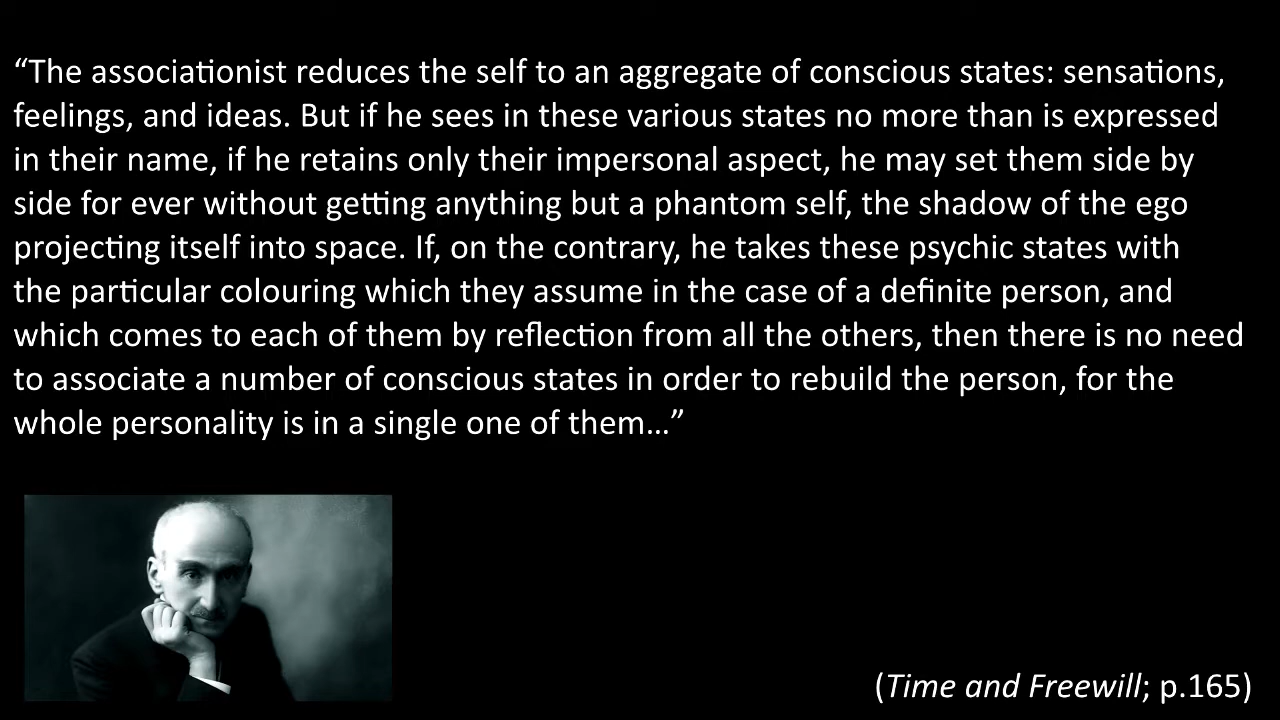 “The associationist reduces the self to an aggregate of conscious states: sensations,
feelings, and ideas. But if he sees in these various states no more than is expressed
in their name, if he retains only their impersonal aspect, he may set them side by
side for ever without getting anything but a phantom self, the shadow of the ego
projecting itself into space. If, on the contrary, he takes these psychic states with
the particular colouring which they assume in the case of a definite person, and
which comes to each of them by reflection from all the others, then there is no need
to associate a number of conscious states in order to rebuild the person, for the
whole personality is in a single one of them…”
(Time and Freewill; p.165)